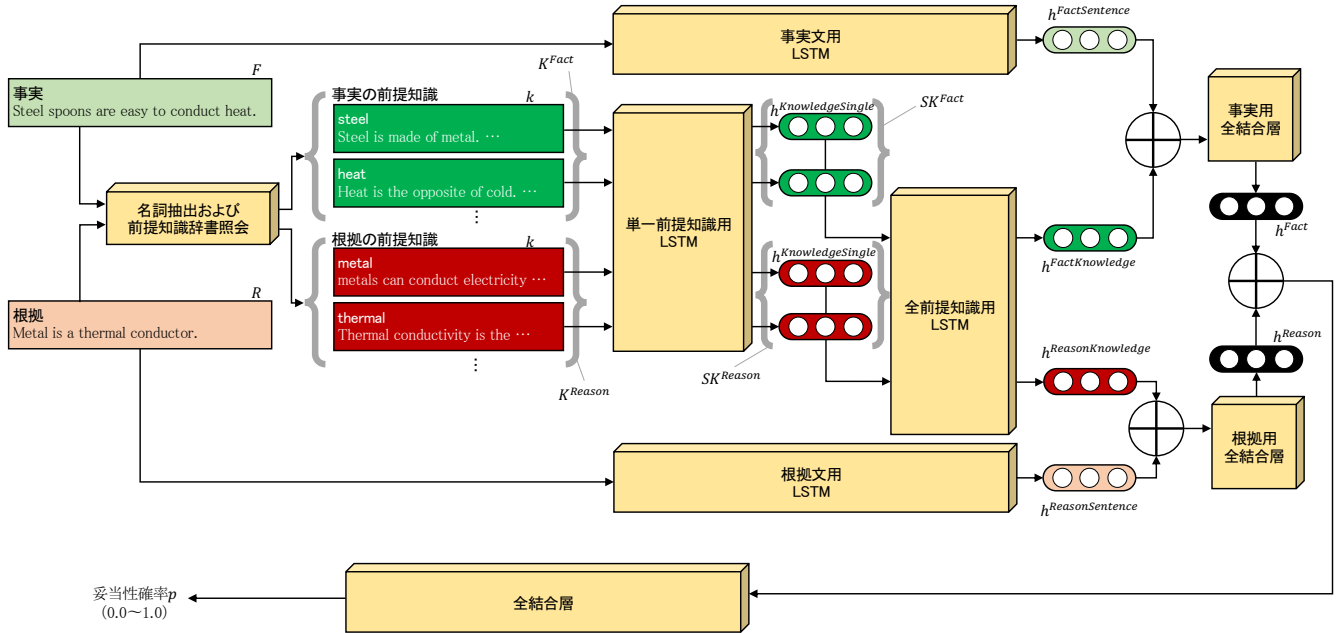 事実文用
LSTM
h^{FactSentence}
F
事実
Steel spoons are easy to conduct heat.
K^{Fact}
事実の前提知識
k
steel
Steel is made of metal. …
heat
Heat is the opposite of cold. …
…
h^{KnowledgeSingle}
SK^{Fact}
事実用
全結合層
名詞抽出および
前提知識辞書照会
単一前提知識用
LSTM
h^{Fact}
根拠の前提知識
k
metal
metals can conduct electricity …
thermal
Thermal conductivity is the …
…
K^{Reason}
h^{KnowledgeSingle}
SK^{Reason}
全前提知識用
LSTM
h^{FactKnowledge}
R
根拠
Metal is a thermal conductor.
h^{Reason}
h^{ReasonKnowledge}
根拠用
全結合層
根拠文用
LSTM
h^{ReasonSentence}
妥当性確率p
(0.0～1.0)
全結合層